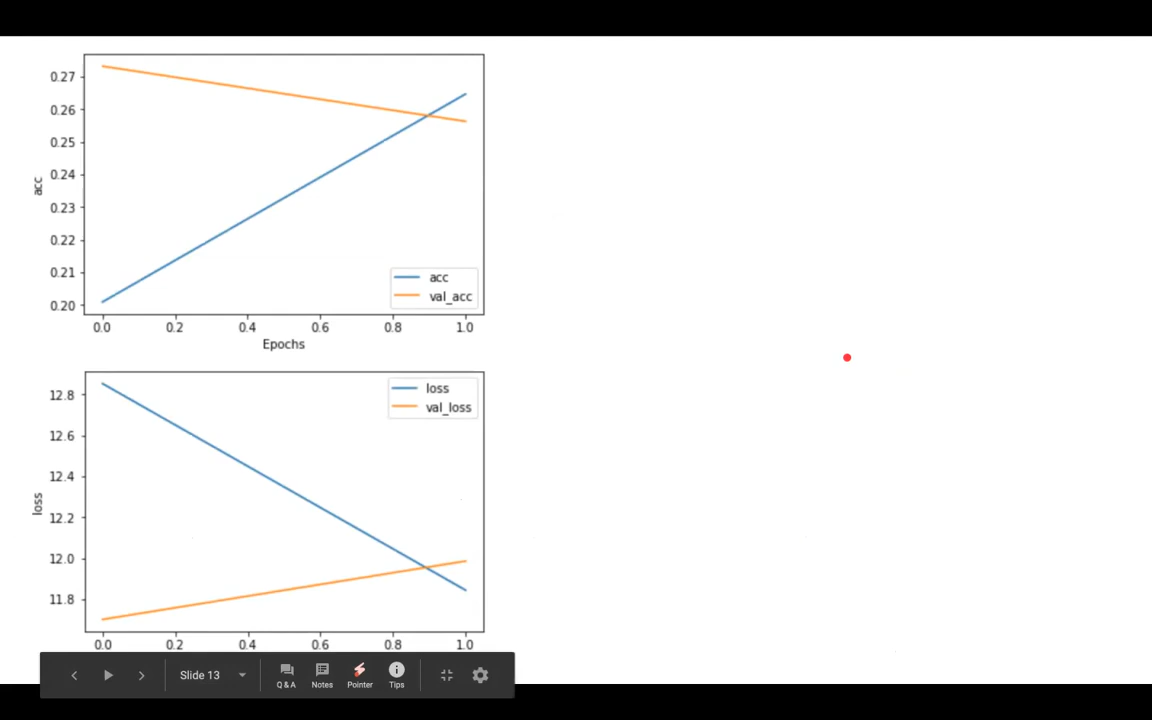 0.27
0.26
0.25
0.24
0.23
0.22
0.21
0.20
acc
acc
val_acc
0.0 0.2 0.4 0.6 0.8 1.0
Epochs
12.8
12.6
12.4
12.2
12.0
11.8
loss
loss
val_loss
0.0 0.2 0.4 0.6 0.8 1.0
Slide 13
Q & A
Notes
Pointer
Tips